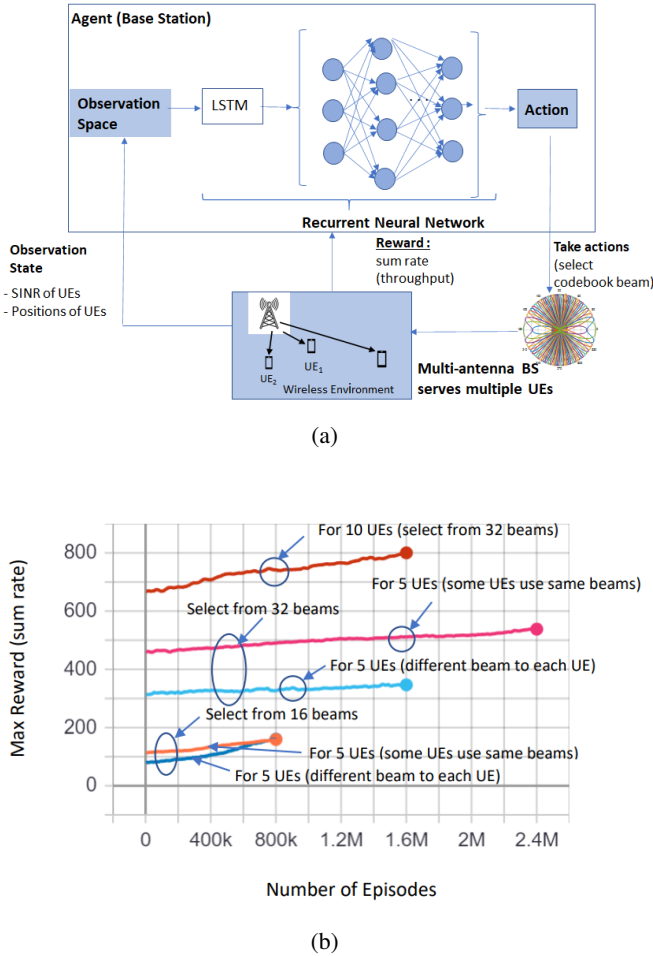 Agent (Base Station)
Observation
Space
LSTM
. . .
Action
Recurrent Neural Network
Observation
State
- SINR of UEs
- Positions of UEs
Reward :
sum rate
(throughput)
Take actions
(select
codebook beam)
UE2
UE1
Wireless Environment
Multi-antenna BS
serves multiple UEs
(a)
For 10 UEs (select from 32 beams)
For 5 UEs (some UEs use same beams)
Select from 32 beams
For 5 UEs (different beam to each UE)
Select from 16 beams
For 5 UEs (some UEs use same beams)
For 5 UEs (different beam to each UE)
Max Reward (sum rate)
800
600
400
200
0
0 400k 800k 1.2M 1.6M 2M 2.4M
Number of Episodes
(b)